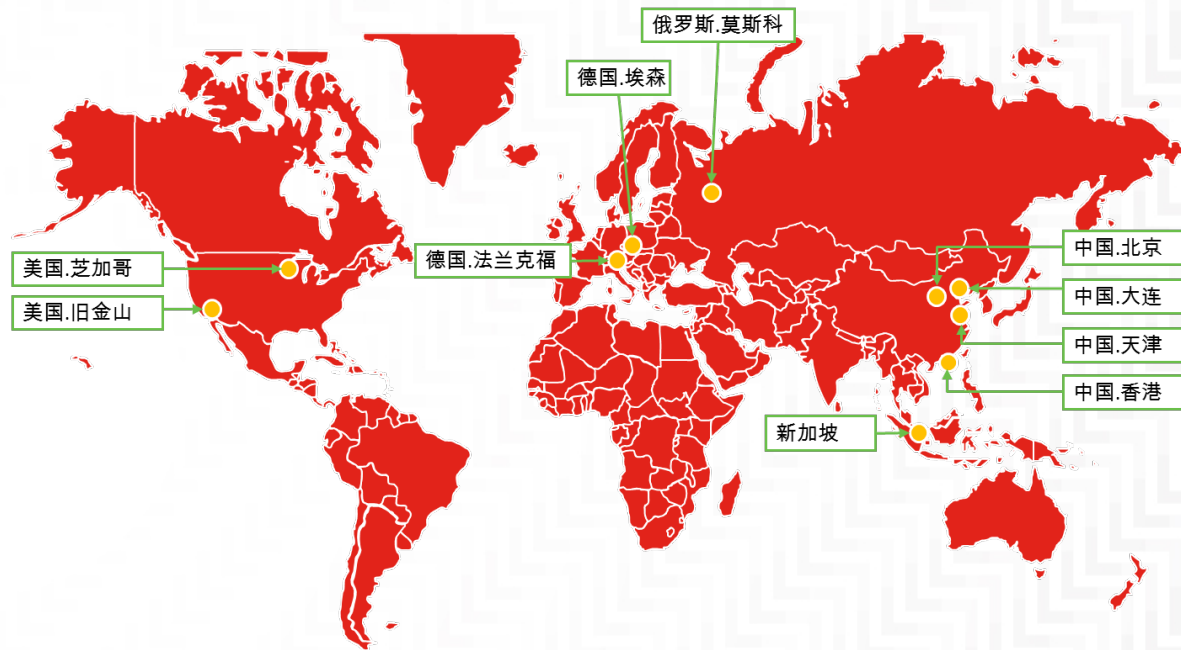 俄罗斯.莫斯科
德国.埃森
美国.芝加哥
美国.旧金山
德国.法兰克福
中国.北京
中国.大连
中国.天津
中国.香港
新加坡